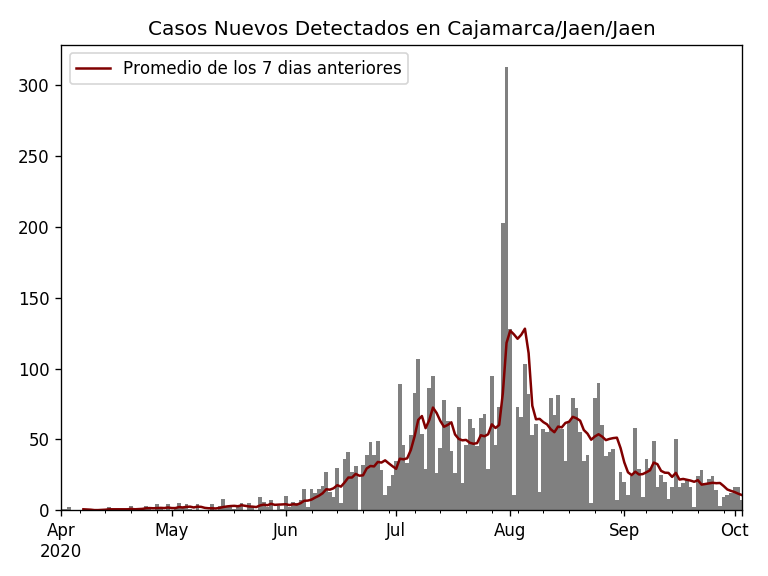 Casos Nuevos Detectados en Cajamarca/Jaen/Jaen
Promedio de los 7 dias anteriores
300
250
200
150
100
50
0
Apr May Jun Jul Aug Sep Oct
2020